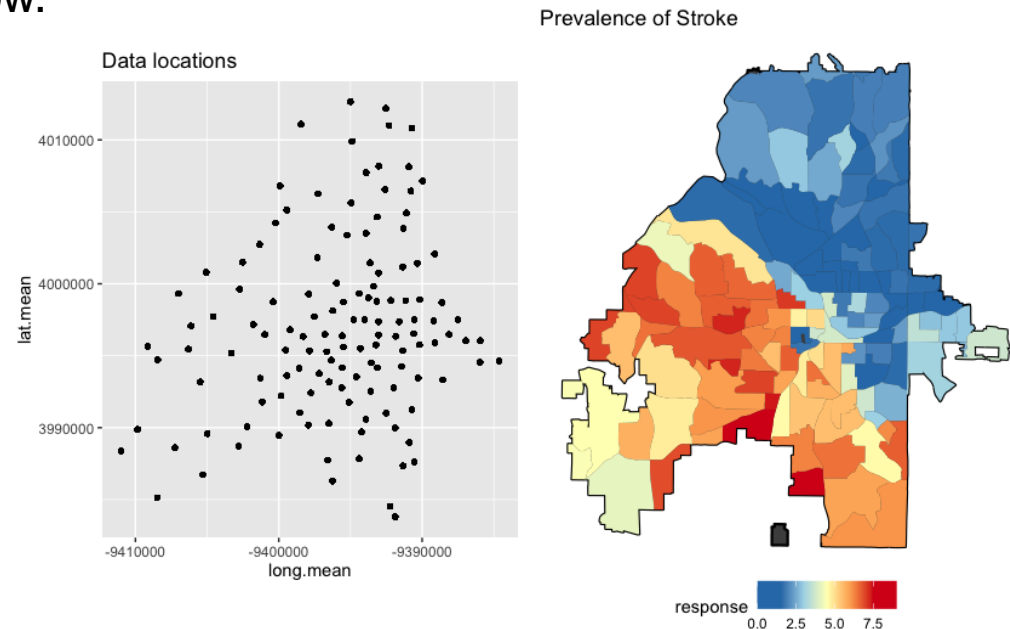 w.
Prevalence of Stroke
Data locations
4010000
4000000
3990000
lat.mean
-9410000 -9400000 -9390000
long.mean
response
0.0 2.5 5.0 7.5